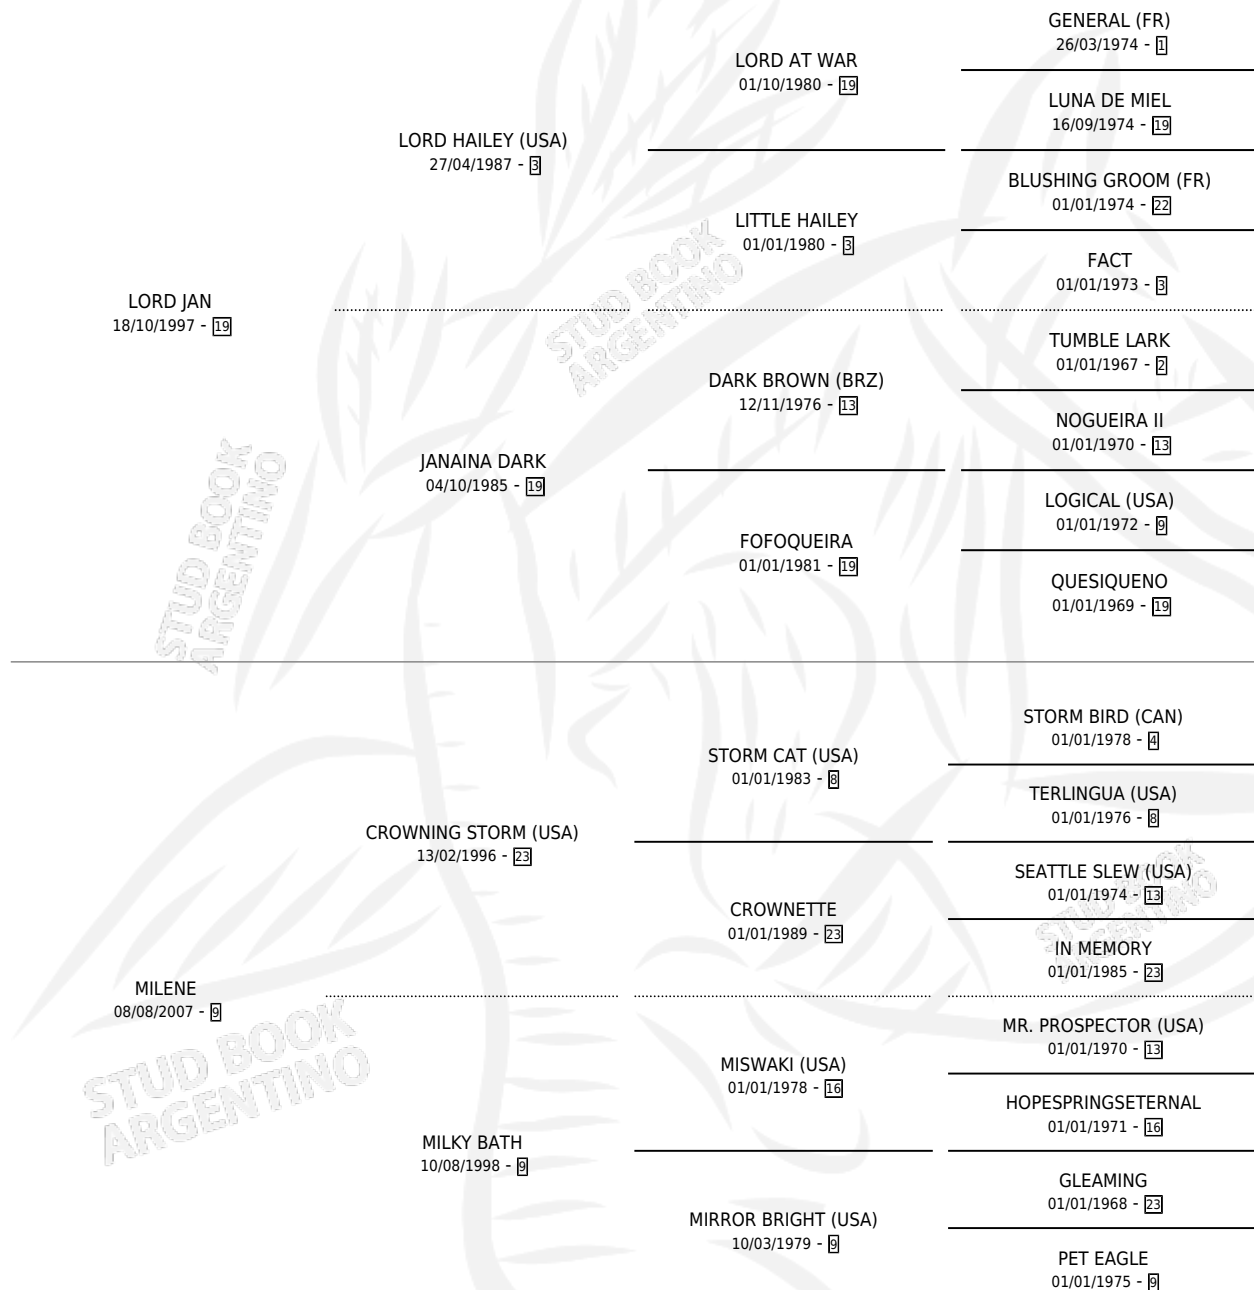 GENERAL (FR)
26/03/1974 - 1
LORD AT WAR
01/10/1980 - 19
LUNA DE MIEL
16/09/1974 - 19
LORD HAILEY (USA)
27/04/1987 - 3
BLUSHING GROOM (FR)
01/01/1974 - 22
LITTLE HAILEY
01/01/1980 - 3
FACT
01/01/1973 - 3
LORD JAN
18/10/1997 - 19
TUMBLE LARK
01/01/1967 - 2
DARK BROWN (BRZ)
12/11/1976 - 13
NOGUEIRA II
01/01/1970 - 13
JANAINA DARK
04/10/1985 - 19
LOGICAL (USA)
01/01/1972 - 9
FOFOQUEIRA
01/01/1981 - 19
QUESIQUENO
01/01/1969 - 19
STORM BIRD (CAN)
01/01/1978 - 4
STORM CAT (USA)
01/01/1983 - 8
TERLINGUA (USA)
01/01/1976 - 8
CROWNING STORM (USA)
13/02/1996 - 23
SEATTLE SLEW (USA)
01/01/1974 - 13
CROWNETTE
01/01/1989 - 23
IN MEMORY
01/01/1985 - 23
MILENE
08/08/2007 - 9
MR. PROSPECTOR (USA)
01/01/1970 - 13
MISWAKI (USA)
01/01/1978 - 16
HOPESPRINGSETERNAL
01/01/1971 - 16
MILKY BATH
10/08/1998 - 9
GLEAMING
01/01/1968 - 23
MIRROR BRIGHT (USA)
10/03/1979 - 9
PET EAGLE
01/01/1975 - 9
STUD BOOK
ARGENTINO
STUD BOOK
ARGENTINO
STUD BOOK
ARGENTINO
STUD BOOK
ARGENTINO